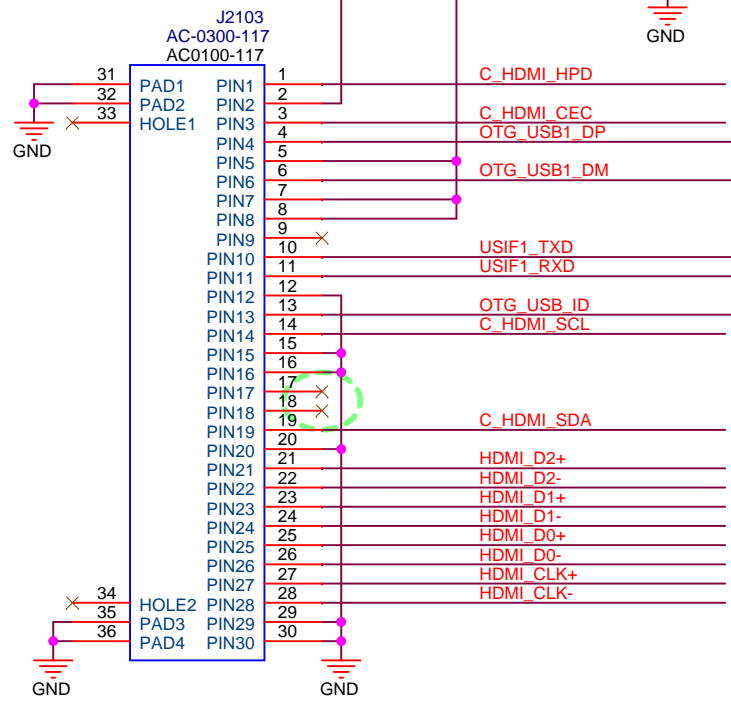 GND
J2103
AC-0300-117
AC0100-117
31 PAD1 PIN1 1 C_HDMI_HPD
32 PAD2 PIN2 2
33 HOLE1 PIN3 3 C_HDMI_CEC
PIN4 4 OTG_USB1_DP
GND
PIN5 5
PIN6 6 OTG_USB1_DM
PIN7 7
PIN8 8
PIN9 9
PIN10 10 USIF1_TXD
PIN11 11 USIF1_RXD
PIN12 12
PIN13 13 OTG_USB_ID
PIN14 14 C_HDMI_SCL
PIN15 15
PIN16 16
PIN17 17
PIN18 18
PIN19 19 C_HDMI_SDA
PIN20 20
PIN21 21 HDMI_D2+
PIN22 22 HDMI_D2-
PIN23 23 HDMI_D1+
PIN24 24 HDMI_D1-
PIN25 25 HDMI_D0+
PIN26 26 HDMI_D0-
PIN27 27 HDMI_CLK+
34 HOLE2 PIN28 28 HDMI_CLK-
35 PAD3 PIN29 29
36 PAD4 PIN30 30
GND GND